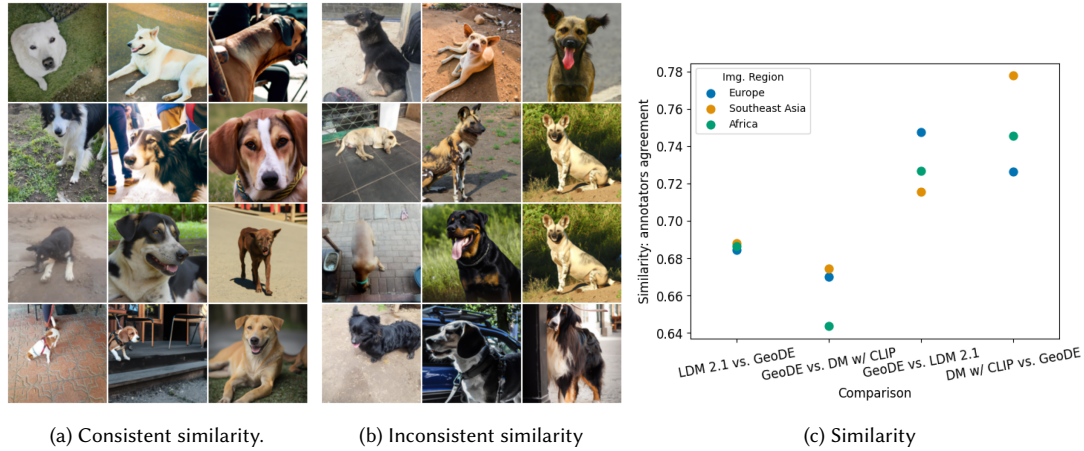 0.78
0.76
0.74
0.72
0.70
0.68
0.66
0.64
Similarity: annotators agreement
Img. Region
Europe
Southeast Asia
Africa
LDM 2.1 vs. GeoDE
GeoDE vs. DM w/ CLIP
GeoDE vs. LDM 2.1
DM w/ CLIP vs. GeoDE
Comparison
(a) Consistent similarity.
(b) Inconsistent similarity
(c) Similarity